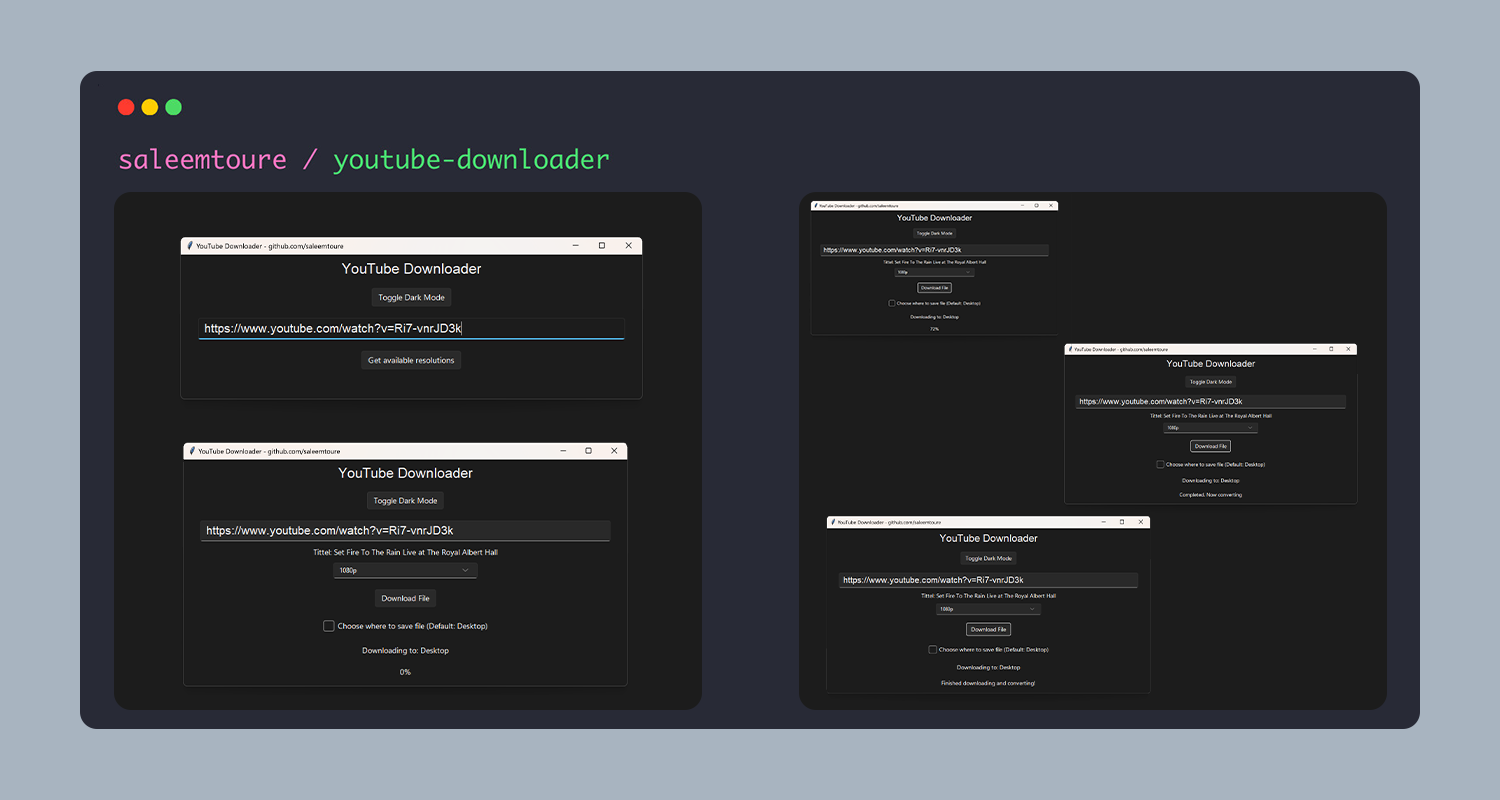 saleemtoure / youtube-downloader
YouTube Downloader - github.com/saleemtoure
YouTube Downloader
Toggle Dark Mode
https://www.youtube.com/watch?v=Ri7-vnrJD3k
Get available resolutions
YouTube Downloader - github.com/saleemtoure
YouTube Downloader
Toggle Dark Mode
https://www.youtube.com/watch?v=Ri7-vnrJD3k
Tittel: Set Fire To The Rain Live at The Royal Albert Hall
1080p
Download File
Choose where to save file (Default: Desktop)
Downloading to: Desktop
0%
YouTube Downloader - github.com/saleemtoure
YouTube Downloader
Toggle Dark Mode
https://www.youtube.com/watch?v=Ri7-vnrJD3k
Tittel: Set Fire To The Rain Live at The Royal Albert Hall
1080p
Download File
Choose where to save file (Default: Desktop)
Downloading to: Desktop
72%
YouTube Downloader - github.com/saleemtoure
YouTube Downloader
Toggle Dark Mode
https://www.youtube.com/watch?v=Ri7-vnrJD3k
Tittel: Set Fire To The Rain Live at The Royal Albert Hall
1080p
Download File
Choose where to save file (Default: Desktop)
Downloading to: Desktop
Completed. Now converting
YouTube Downloader - github.com/saleemtoure
YouTube Downloader
Toggle Dark Mode
https://www.youtube.com/watch?v=Ri7-vnrJD3k
Tittel: Set Fire To The Rain Live at The Royal Albert Hall
1080p
Download File
Choose where to save file (Default: Desktop)
Downloading to: Desktop
Finished downloading and converting!